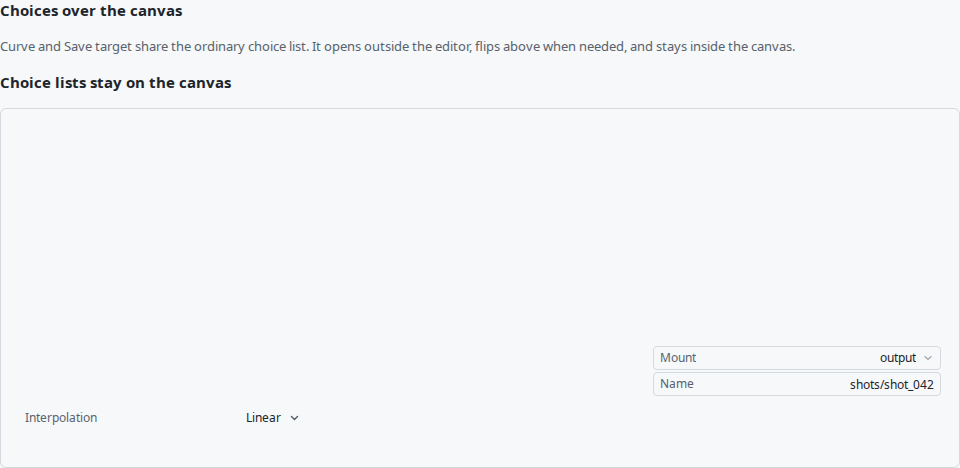 Choices over the canvas
Curve and Save target share the ordinary choice list. It opens outside the editor, flips above when needed, and stays inside the canvas.
Choice lists stay on the canvas
Mount output
Name shots/shot_042
Interpolation Linear